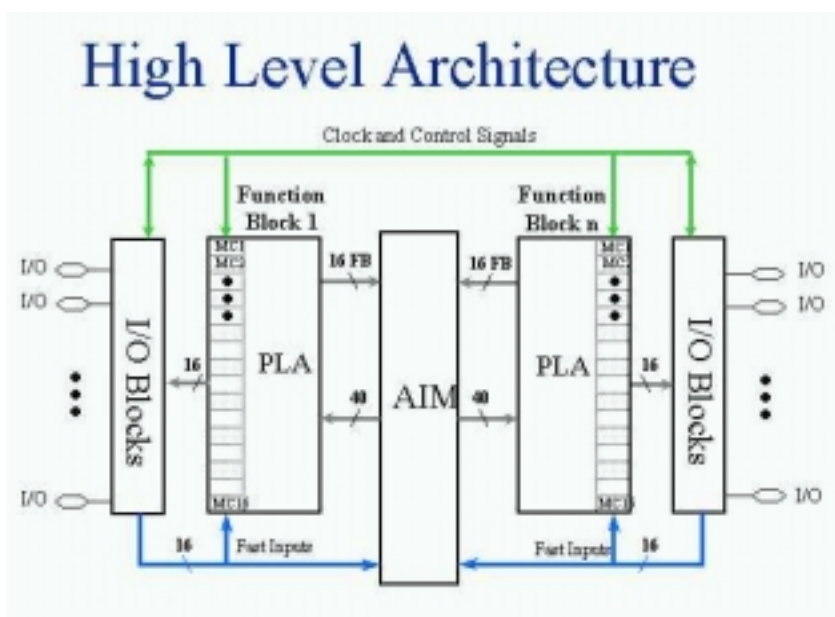 High Level Architecture
Clock and Control Signals
Function
Block 1
Function
Block n
MC1
MC2
16 FB
16 FB
MC1
MC2
I/O
I/O
I/O
I/O
I/O Blocks
16
PLA
40
AIM
40
PLA
16
I/O Blocks
I/O
MC16
MC16
I/O
16
Fast Inputs
Fast Inputs
16